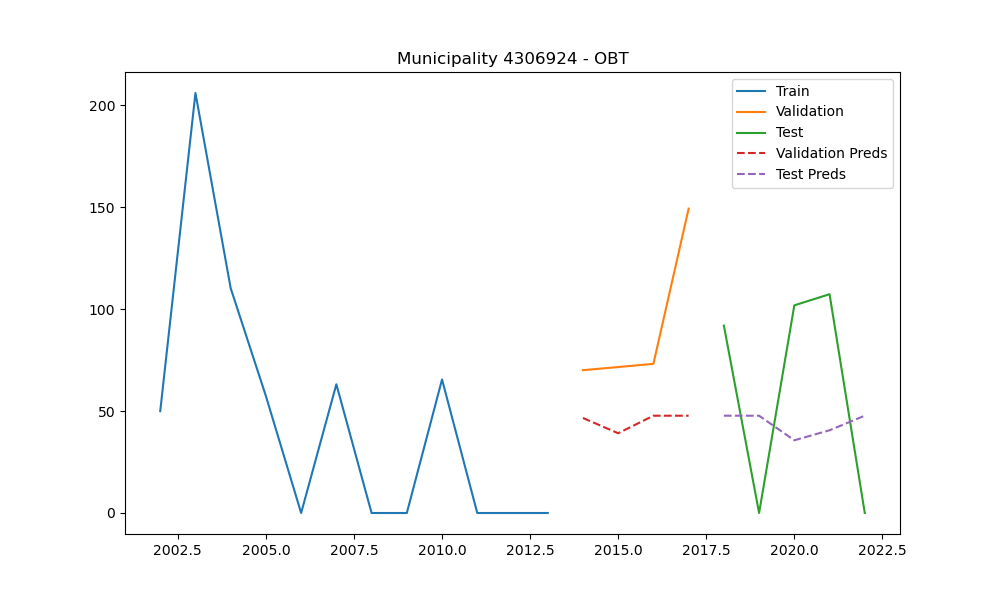 Municipality 4306924 - OBT
Train
Validation
Test
Validation Preds
Test Preds
200
150
100
50
0
2002.5 2005.0 2007.5 2010.0 2012.5 2015.0 2017.5 2020.0 2022.5